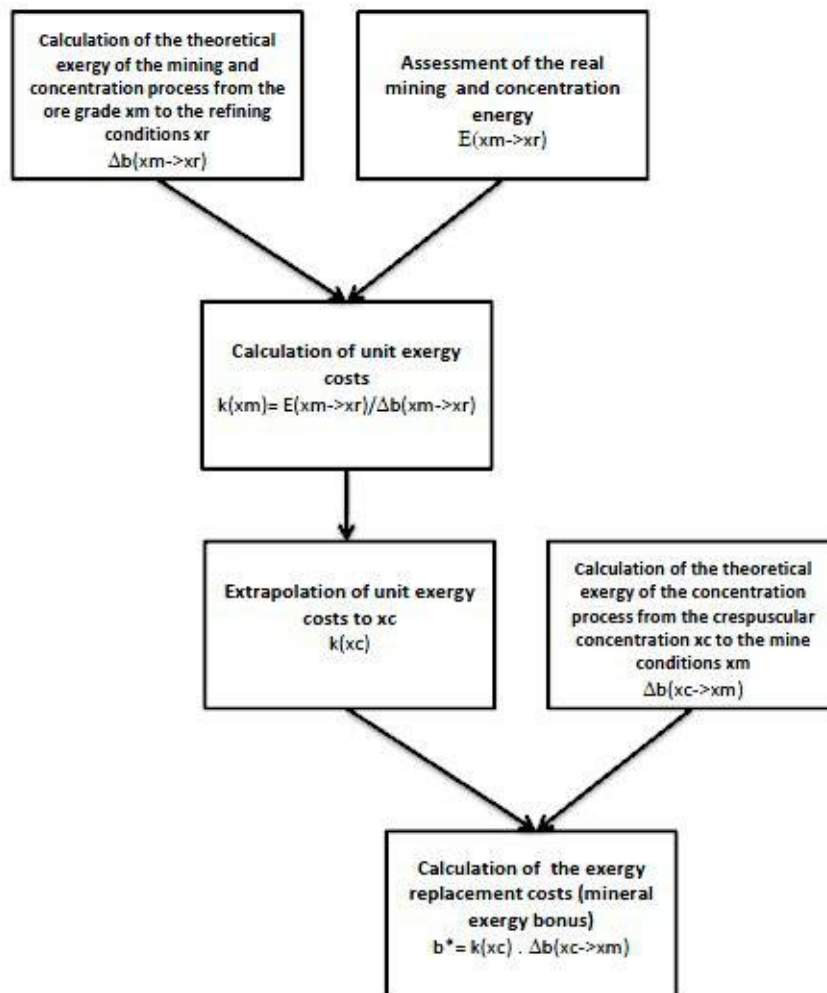 Calculation of the theoretical
exergy of the mining and
concentration process from the
ore grade xm to the refining
conditions xr
Δb(xm->xr)
Assessment of the real
mining and concentration
energy
E(xm->xr)
Calculation of unit exergy
costs
k(xm)= E(xm->xr)/Δb(xm->xr)
Extrapolation of unit exergy
costs to xc
k(xc)
Calculation of the theoretical
exergy of the concentration
process from the crespuscular
concentration xc to the mine
conditions xm
Δb(xc->xm)
Calculation of the exergy
replacement costs (mineral
exergy bonus)
b*= k(xc) . Δb(xc->xm)